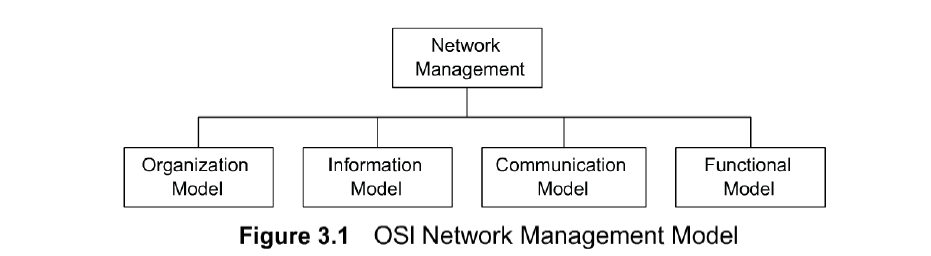 Network
Management
Organization
Model
Information
Model
Communication
Model
Functional
Model
Figure 3.1 OSI Network Management Model